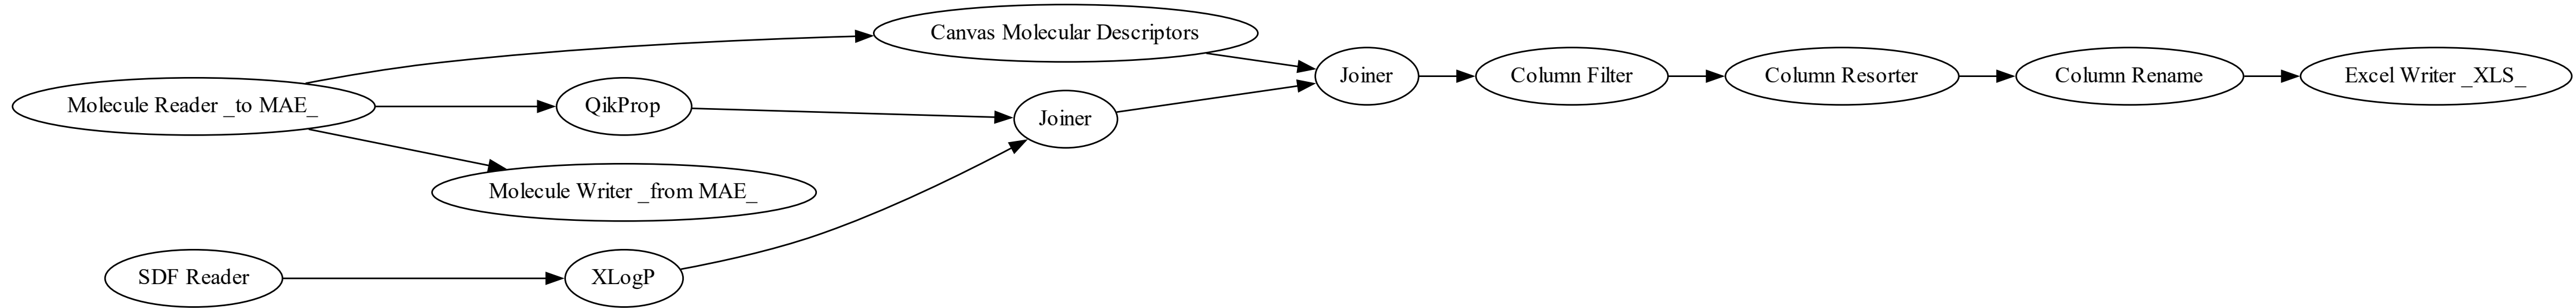 Canvas Molecular Descriptors
Joiner
Column Filter
Column Resorter
Column Rename
Excel Writer _XLS_
Molecule Reader _to MAE_
QikProp
Joiner
Molecule Writer _from MAE_
SDF Reader
XLogP